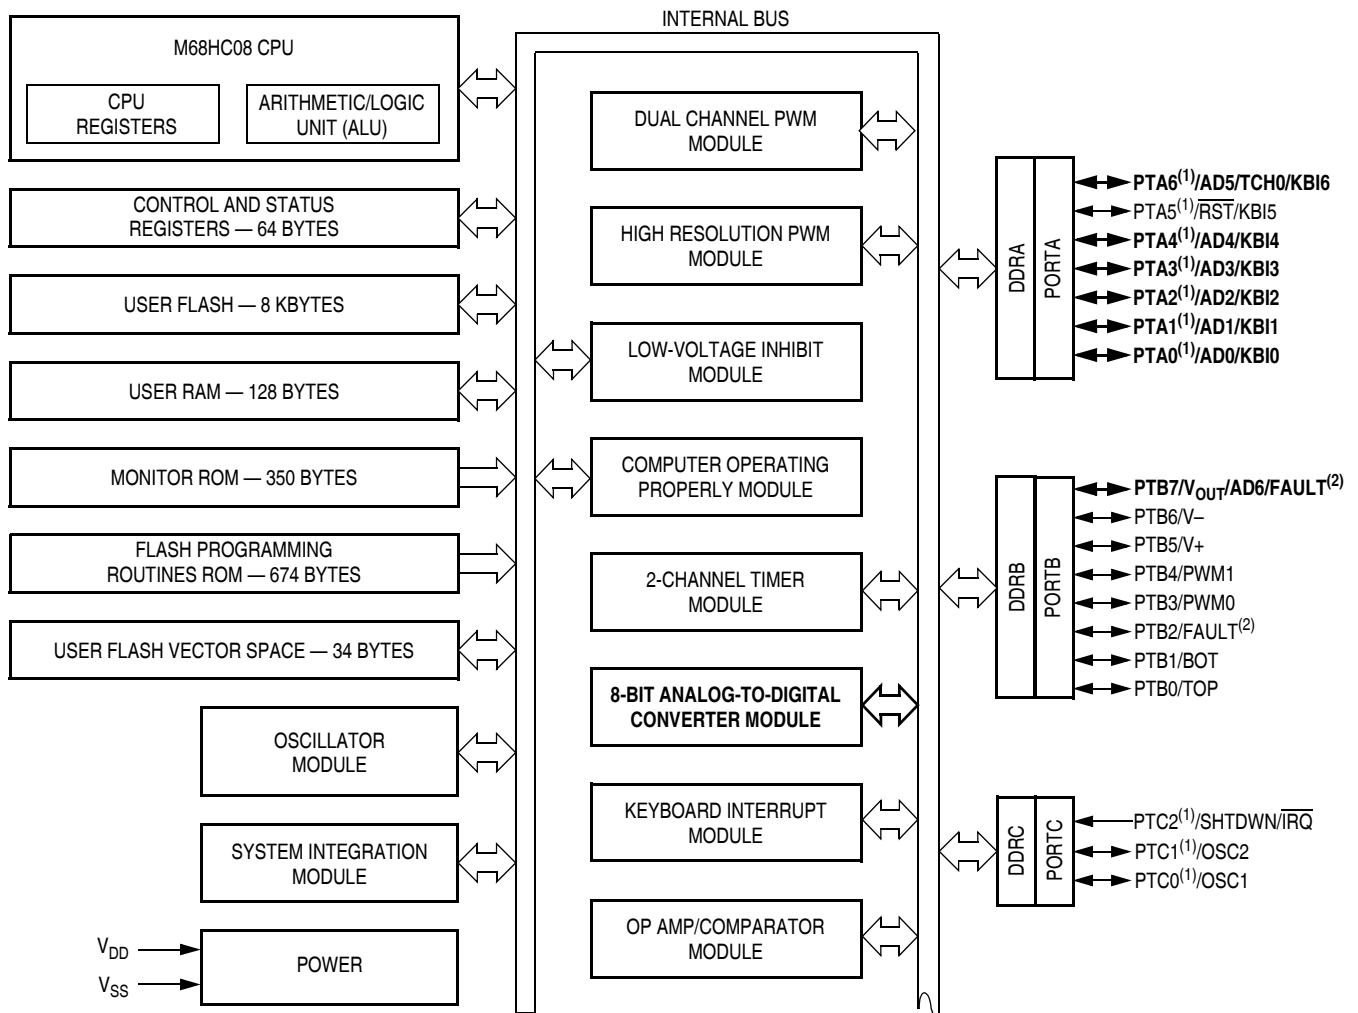 INTERNAL BUS
M68HC08 CPU
CPU
REGISTERS
ARITHMETIC/LOGIC
UNIT (ALU)
CONTROL AND STATUS
REGISTERS — 64 BYTES
USER FLASH — 8 KBYTES
USER RAM — 128 BYTES
MONITOR ROM — 350 BYTES
FLASH PROGRAMMING
ROUTINES ROM — 674 BYTES
USER FLASH VECTOR SPACE — 34 BYTES
OSCILLATOR
MODULE
SYSTEM INTEGRATION
MODULE
VDD
VSS
POWER
DUAL CHANNEL PWM
MODULE
HIGH RESOLUTION PWM
MODULE
LOW-VOLTAGE INHIBIT
MODULE
COMPUTER OPERATING
PROPERLY MODULE
2-CHANNEL TIMER
MODULE
8-BIT ANALOG-TO-DIGITAL
CONVERTER MODULE
KEYBOARD INTERRUPT
MODULE
OP AMP/COMPARATOR
MODULE
DDRA
PORTA
PTA6(1)/AD5/TCH0/KBI6
PTA5(1)/RST/KBI5
PTA4(1)/AD4/KBI4
PTA3(1)/AD3/KBI3
PTA2(1)/AD2/KBI2
PTA1(1)/AD1/KBI1
PTA0(1)/AD0/KBI0
DDRB
PORTB
PTB7/VOUT/AD6/FAULT(2)
PTB6/V–
PTB5/V+
PTB4/PWM1
PTB3/PWM0
PTB2/FAULT(2)
PTB1/BOT
PTB0/TOP
DDRC
PORTC
PTC2(1)/SHTDWN/IRQ
PTC1(1)/OSC2
PTC0(1)/OSC1